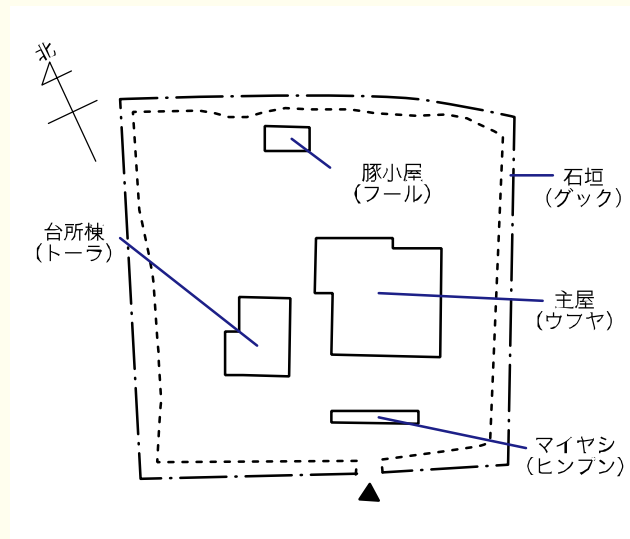 北
豚小屋
(フール)
石垣
(グック)
台所棟
(トーラ)
主屋
(ウフヤ)
マイヤシ
(ヒンプン)